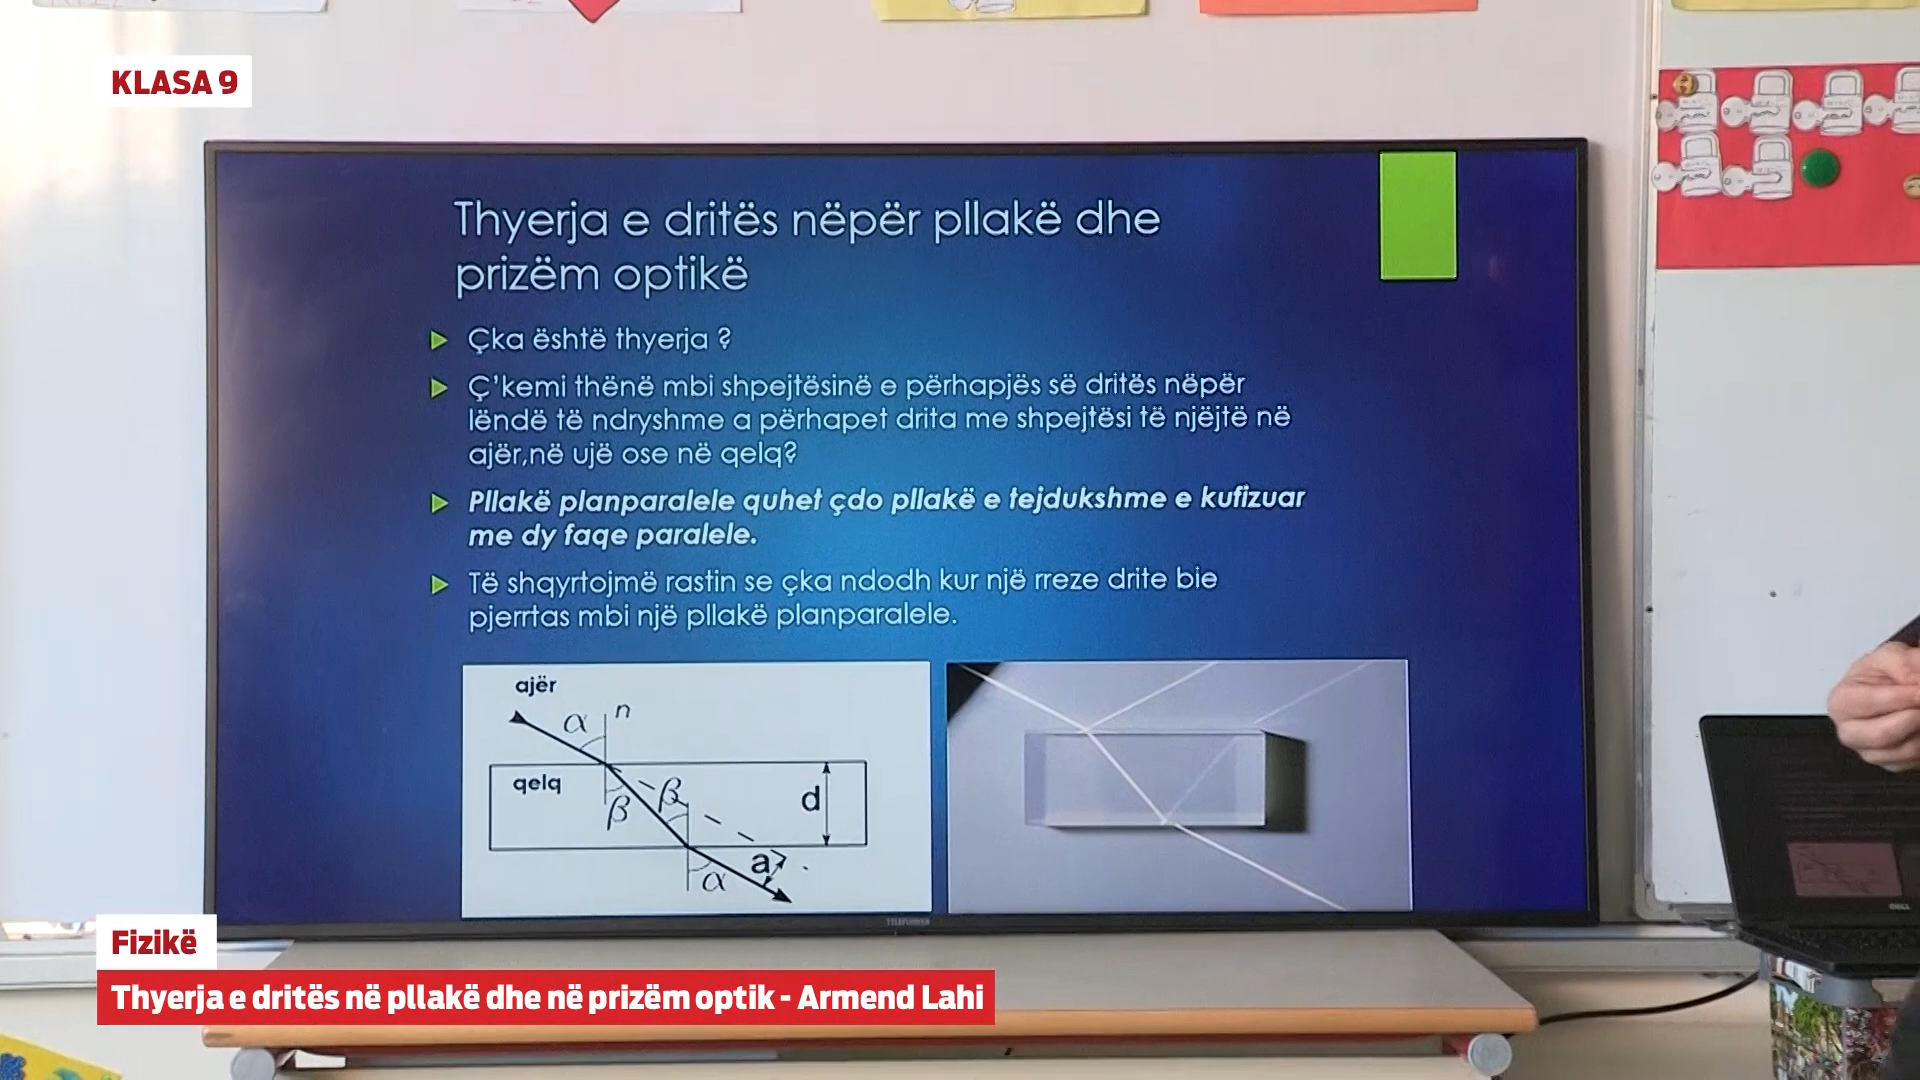 KLASA 9
Thyerja e dritës nëpër pllakë dhe
prizëm optikë
Çka është thyerja ?
Ç'kemi thënë mbi shpejtësinë e përhapjës së dritës nëpër
lëndë të ndryshme a përhapet drita me shpejtësi të njëjtë në
ajër,në ujë ose në qelq?
Pllakë planparalele quhet çdo pllakë e tejdukshme e kufizuar
me dy faqe paralele.
Të shqyrtojmë rastin se çka ndodh kur një rreze drite bie
pjerrtas mbi një pllakë planparalele.
ajër
α n
qelq
β β d
a
α
TELEFUNKEN
DELL
Fizikë
Thyerja e dritës në pllakë dhe në prizëm optik - Armend Lahi